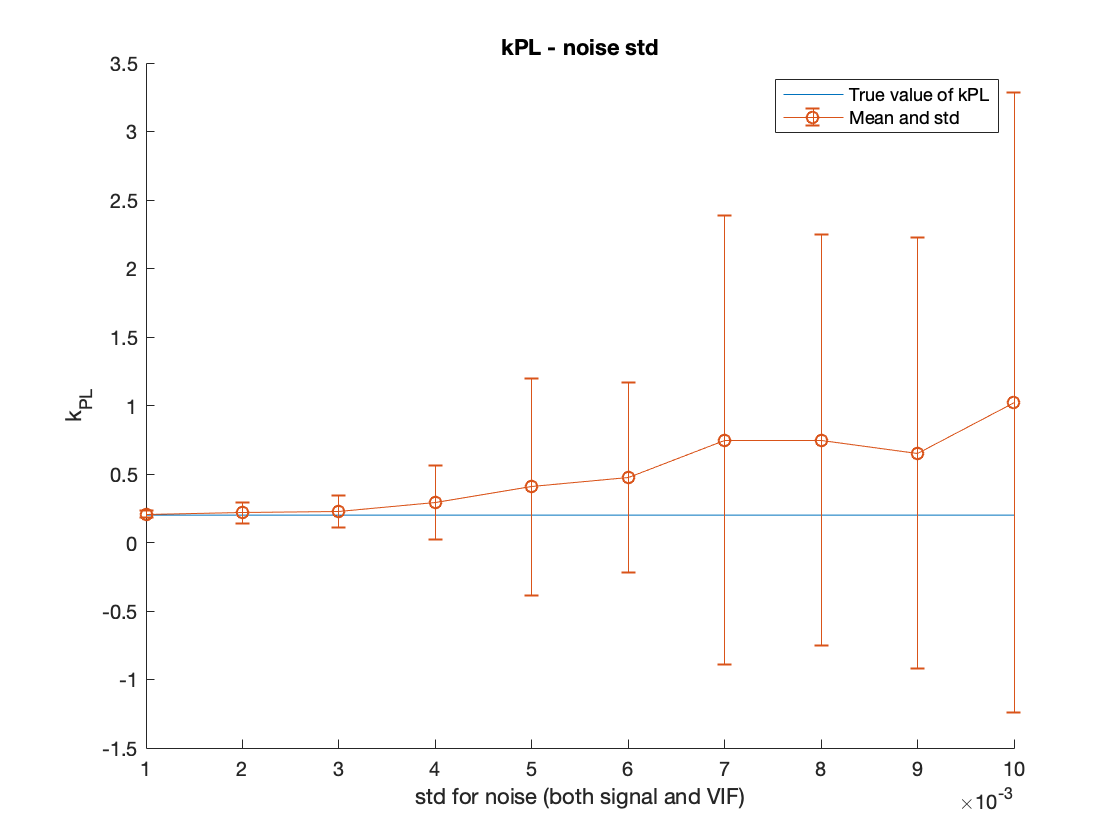 kPL - noise std
3.5
3
2.5
2
1.5
1
0.5
0
-0.5
-1
-1.5
kPL
True value of kPL
Mean and std
1 2 3 4 5 6 7 8 9 10
std for noise (both signal and VIF)
×10-3